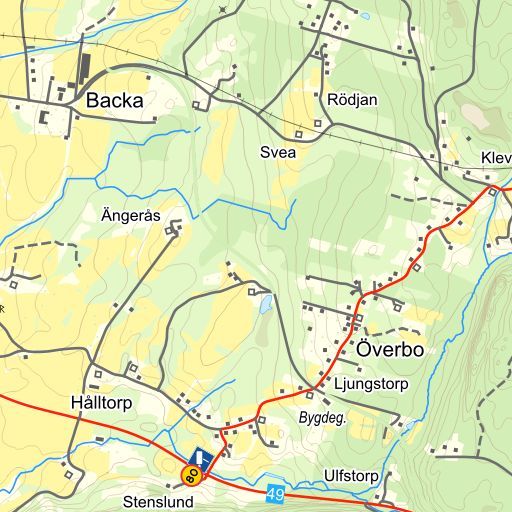 Backa
Rödjan
Svea
Klev
Ängerås
Överbo
Ljungstorp
Hålltorp
Bygdeg.
Ulfstorp
80
49
Stenslund